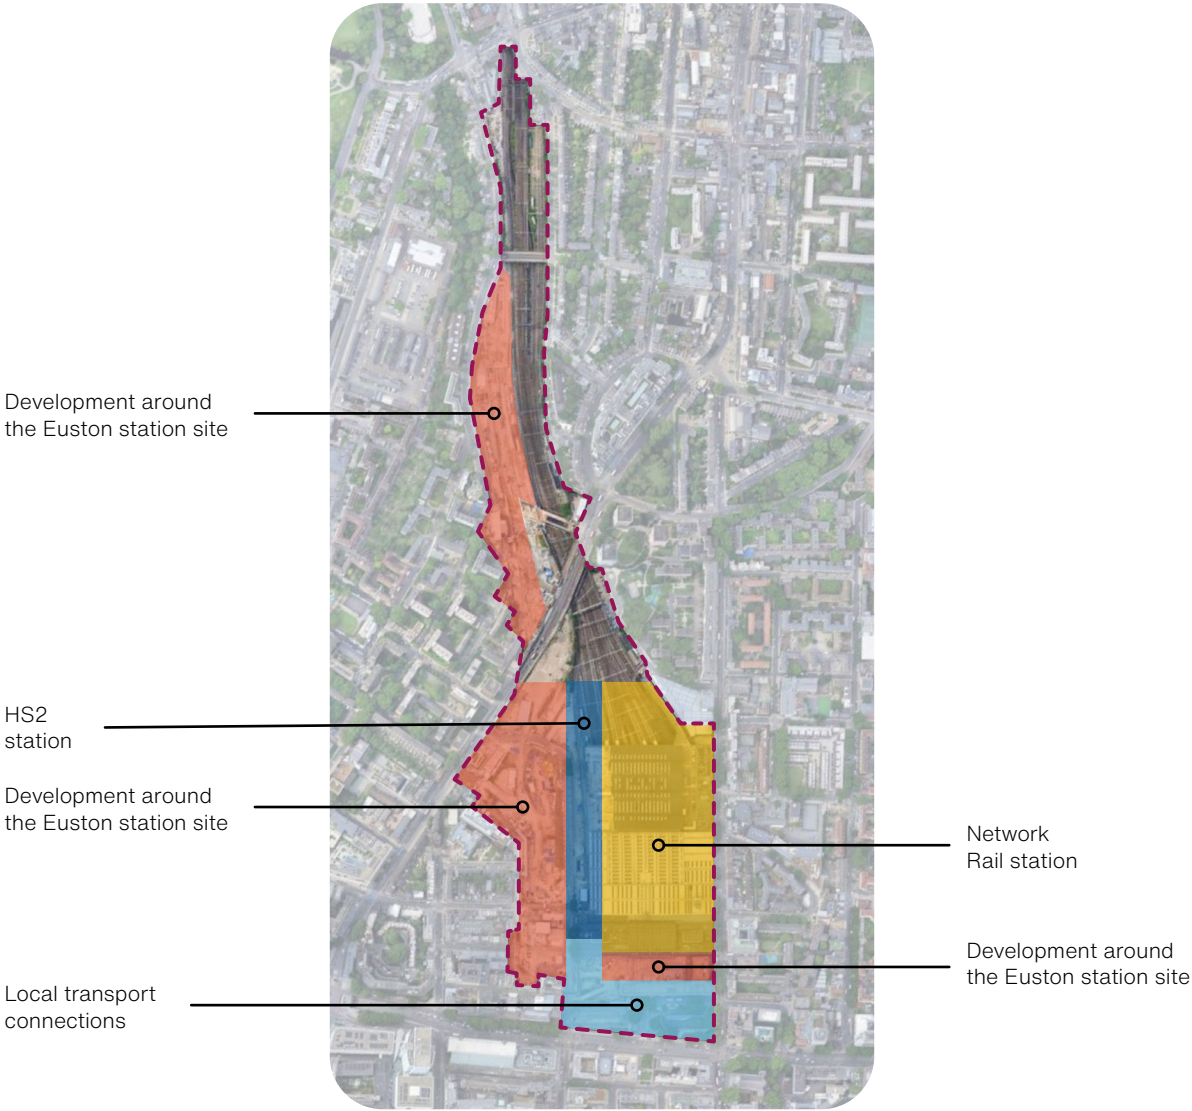 Development around
the Euston station site
HS2
station
Development around
the Euston station site
Network
Rail station
Development around
the Euston station site
Local transport
connections